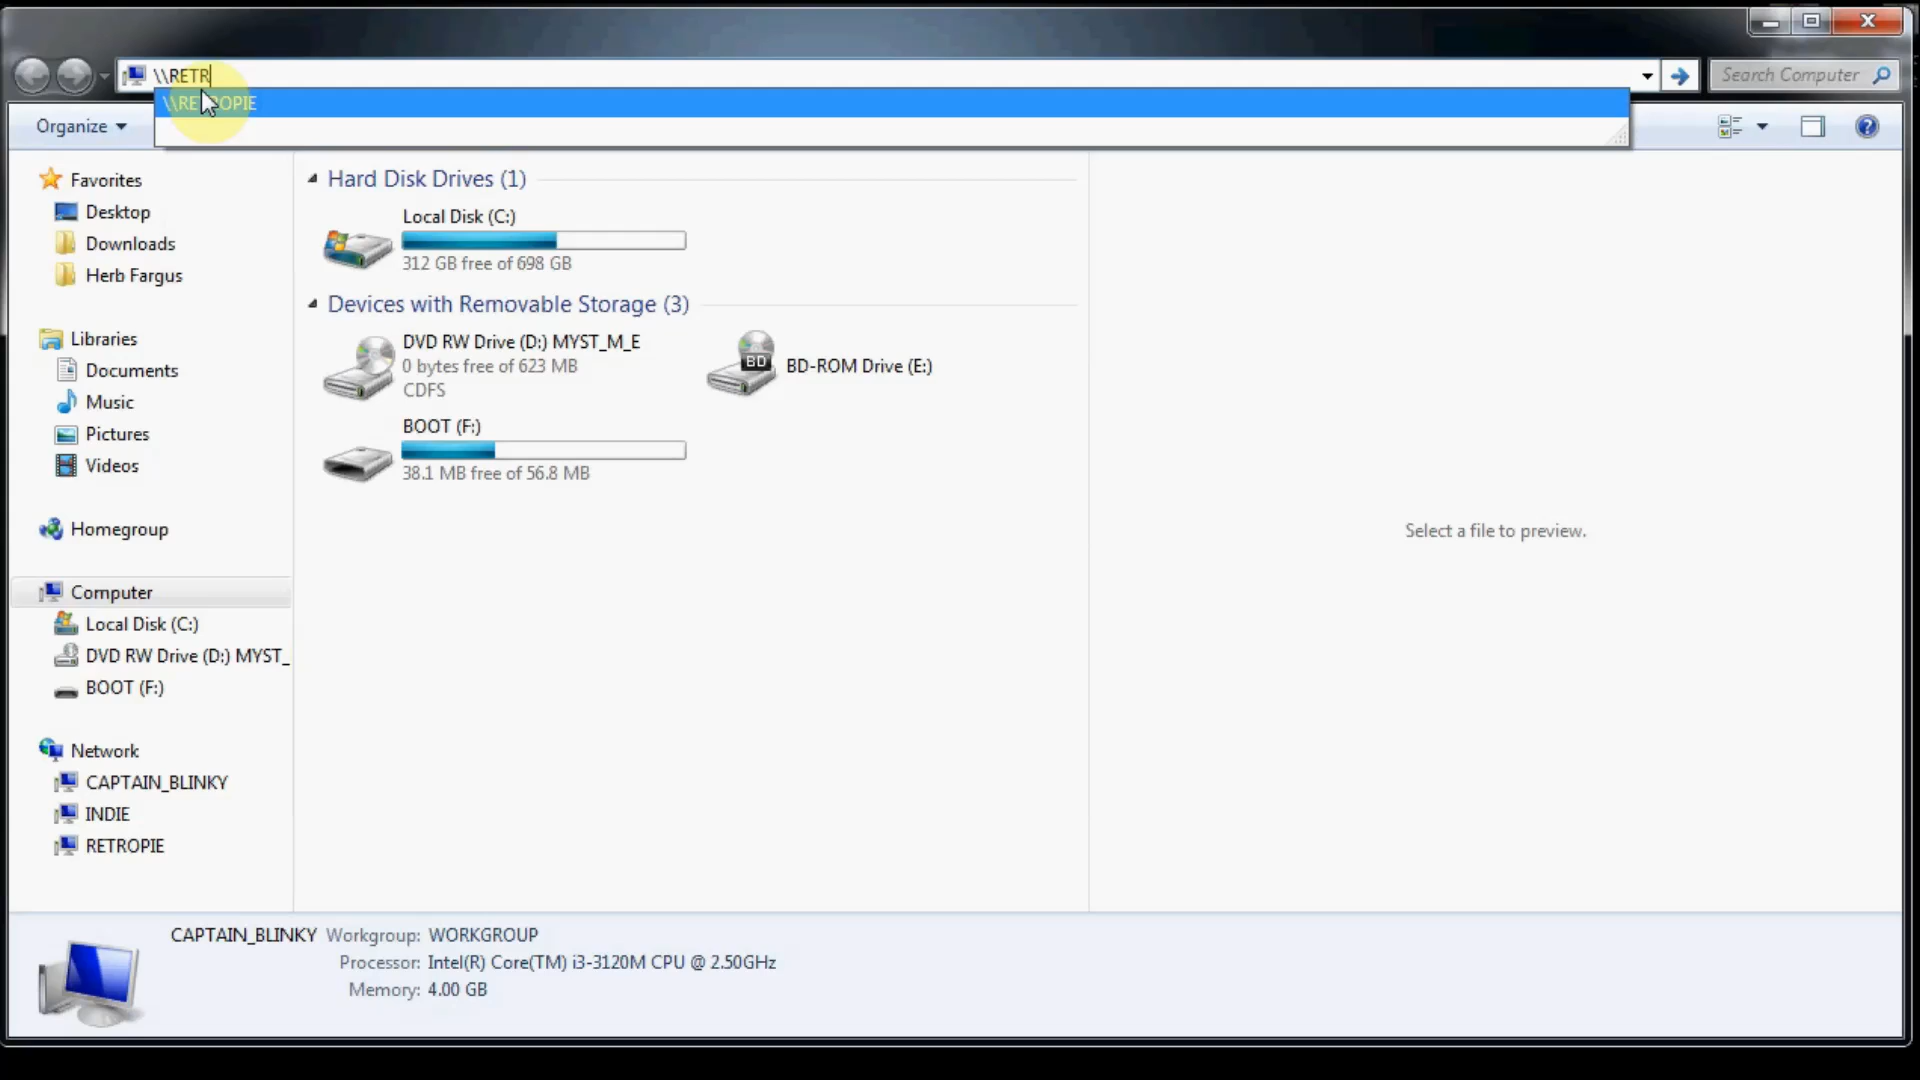 \\RETR
Search Computer
\\RETROPIE
Organize
Favorites
Desktop
Downloads
Herb Fargus
Libraries
Documents
Music
Pictures
Videos
Homegroup
Computer
Local Disk (C:)
DVD RW Drive (D:) MYST_
BOOT (F:)
Network
CAPTAIN_BLINKY
INDIE
RETROPIE
Hard Disk Drives (1)
Local Disk (C:)
312 GB free of 698 GB
Devices with Removable Storage (3)
DVD RW Drive (D:) MYST_M_E
0 bytes free of 623 MB
CDFS
BD
BD-ROM Drive (E:)
BOOT (F:)
38.1 MB free of 56.8 MB
Select a file to preview.
CAPTAIN_BLINKY Workgroup: WORKGROUP
Processor: Intel(R) Core(TM) i3-3120M CPU @ 2.50GHz
Memory: 4.00 GB